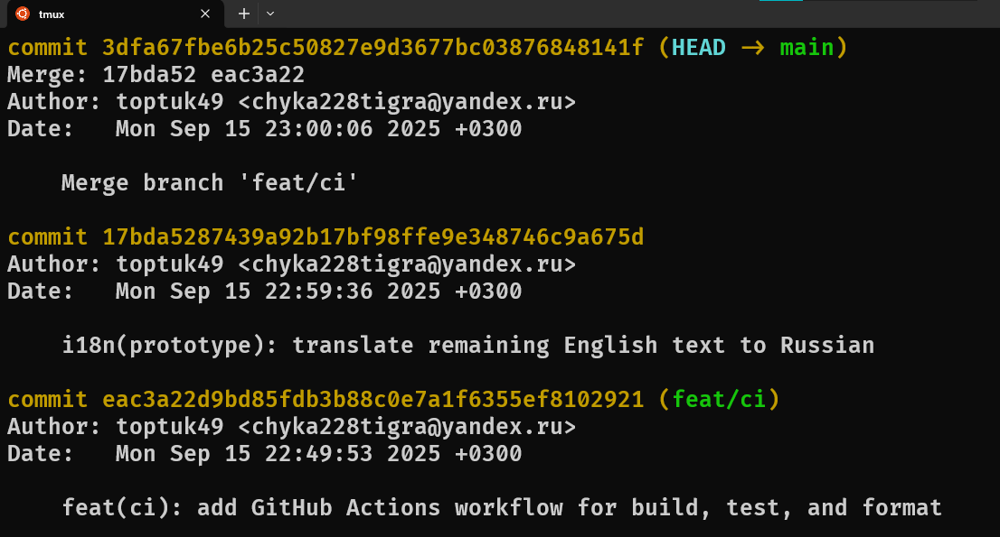 tmux
commit 3dfa67fbe6b25c50827e9d3677bc03876848141f (HEAD -> main)
Merge: 17bda52 eac3a22
Author: toptuk49 <chyka228tigra@yandex.ru>
Date:   Mon Sep 15 23:00:06 2025 +0300
Merge branch 'feat/ci'
commit 17bda5287439a92b17bf98ffe9e348746c9a675d
Author: toptuk49 <chyka228tigra@yandex.ru>
Date:   Mon Sep 15 22:59:36 2025 +0300
i18n(prototype): translate remaining English text to Russian
commit eac3a22d9bd85fdb3b88c0e7a1f6355ef8102921 (feat/ci)
Author: toptuk49 <chyka228tigra@yandex.ru>
Date:   Mon Sep 15 22:49:53 2025 +0300
feat(ci): add GitHub Actions workflow for build, test, and format